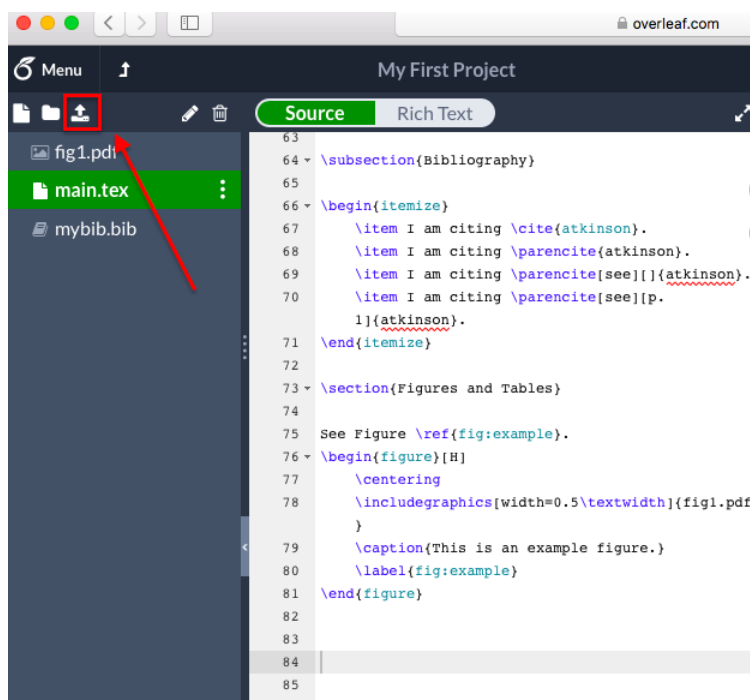 overleaf.com
Menu
My First Project
Source Rich Text
fig1.pdf
main.tex
mybib.bib
63
64 \subsection{Bibliography}
65
66 \begin{itemize}
67 \item I am citing \cite{atkinson}.
68 \item I am citing \parencite{atkinson}.
69 \item I am citing \parencite[see][]{atkinson}.
70 \item I am citing \parencite[see][p.
1]{atkinson}.
71 \end{itemize}
72
73 \section{Figures and Tables}
74
75 See Figure \ref{fig:example}.
76 \begin{figure}[H]
77 \centering
78 \includegraphics[width=0.5\textwidth]{fig1.pdf
}
79 \caption{This is an example figure.}
80 \label{fig:example}
81 \end{figure}
82
83
84
85